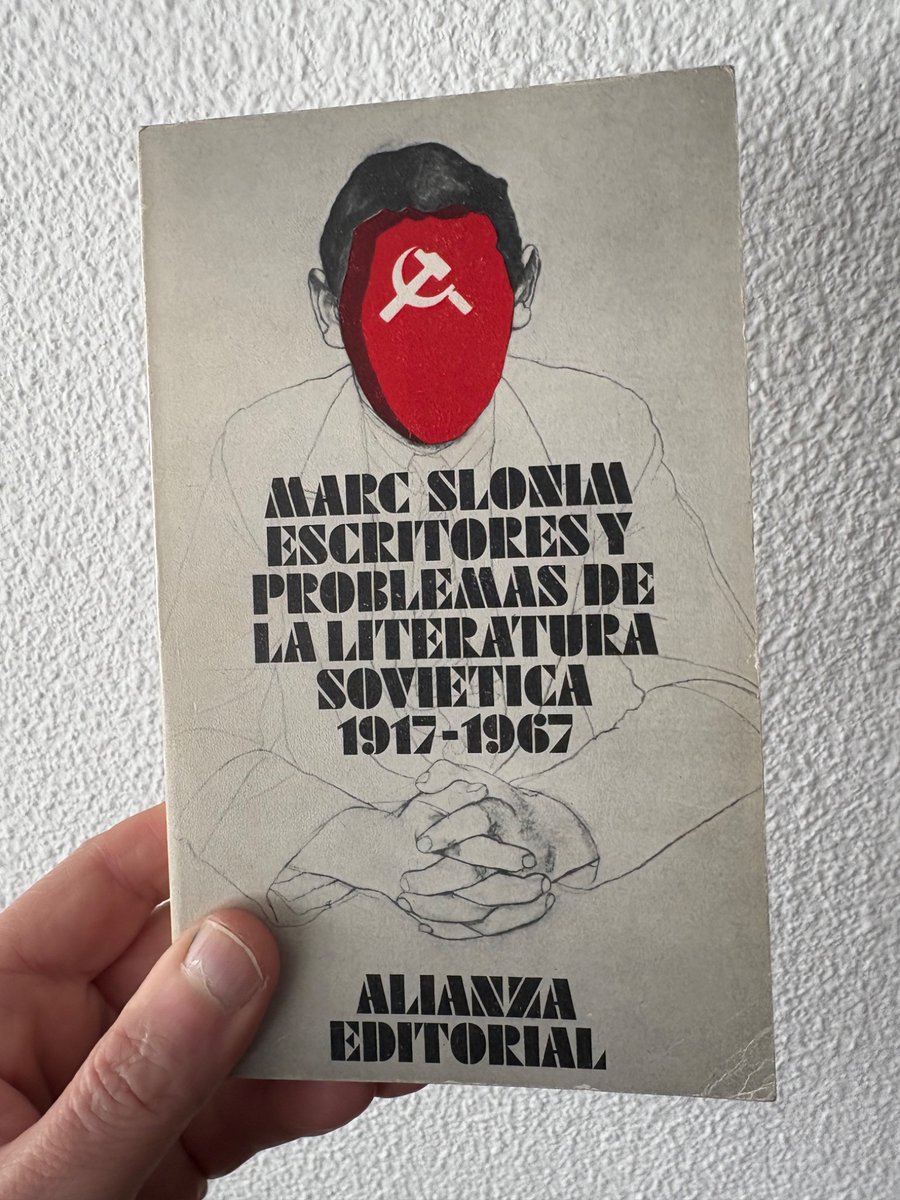 MARC SLONIM
ESCRITORES Y
PROBLEMAS DE
LA LITERATURA
SOVIETICA
1917-1967
ALIANZA
EDITORIAL